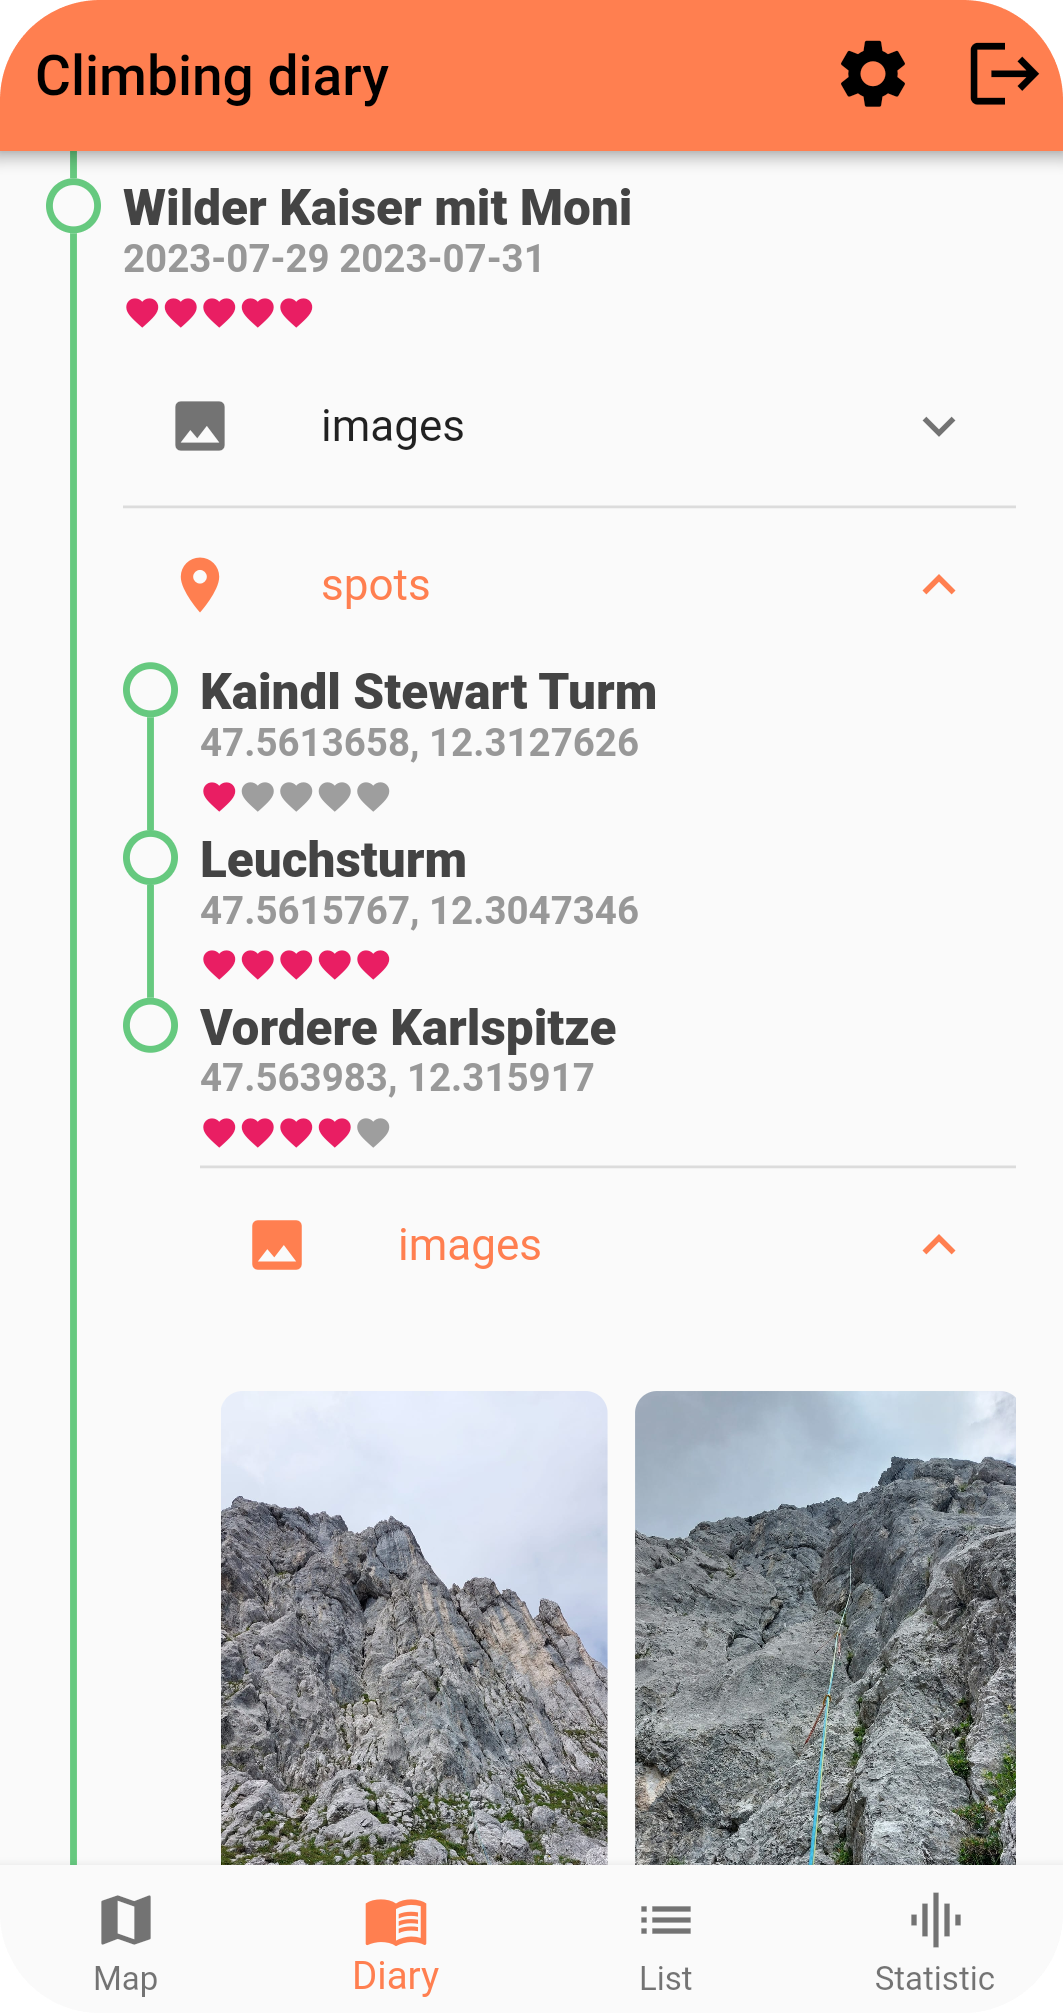 Climbing diary
Wilder Kaiser mit Moni
2023-07-29 2023-07-31
images
spots
Kaindl Stewart Turm
47.5613658, 12.3127626
Leuchsturm
47.5615767, 12.3047346
Vordere Karlspitze
47.563983, 12.315917
images
Map
Diary
List
Statistic